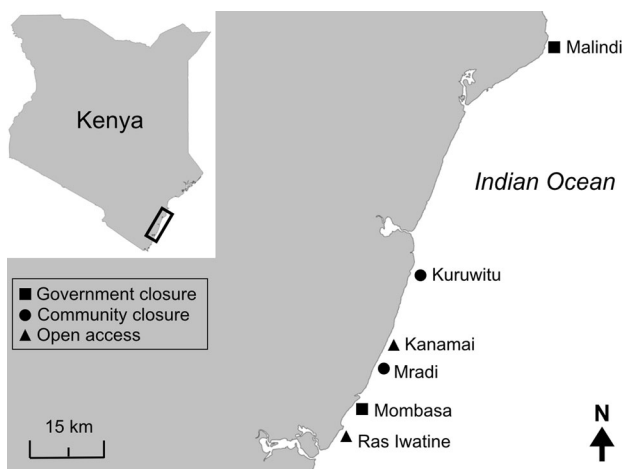 Kenya
Malindi
Indian Ocean
Kuruwitu
Government closure
Community closure
Open access
Kanamai
Mradi
Mombasa
Ras Iwatine
15 km
N